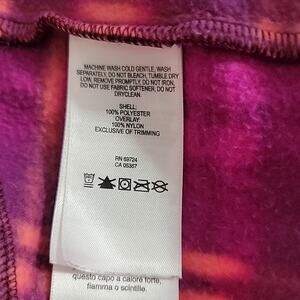 MACHINE WASH COLD GENTLE, WASH
SEPARATELY, DO NOT BLEACH, TUMBLE DRY
LOW, REMOVE PROMPTLY, DO NOT IRON,
DO NOT USE FABRIC SOFTENER, DO NOT
DRYCLEAN.
SHELL:
100% POLYESTER
OVERLAY:
100% NYLON
EXCLUSIVE OF TRIMMING
RN 69724
CA 05367
questo capo a calore forte,
fiamma o scintille.